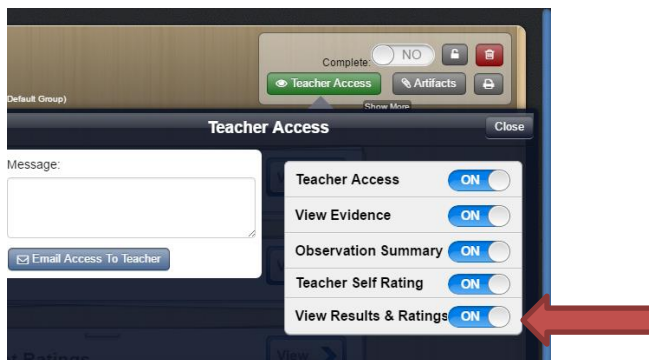 Complete: NO
Teacher Access Artifacts
Default Group)
Show More
Teacher Access Close
Message:
Email Access To Teacher
Teacher Access ON
View Evidence ON
Observation Summary ON
Teacher Self Rating ON
View Results & Ratings ON
t Ratings View